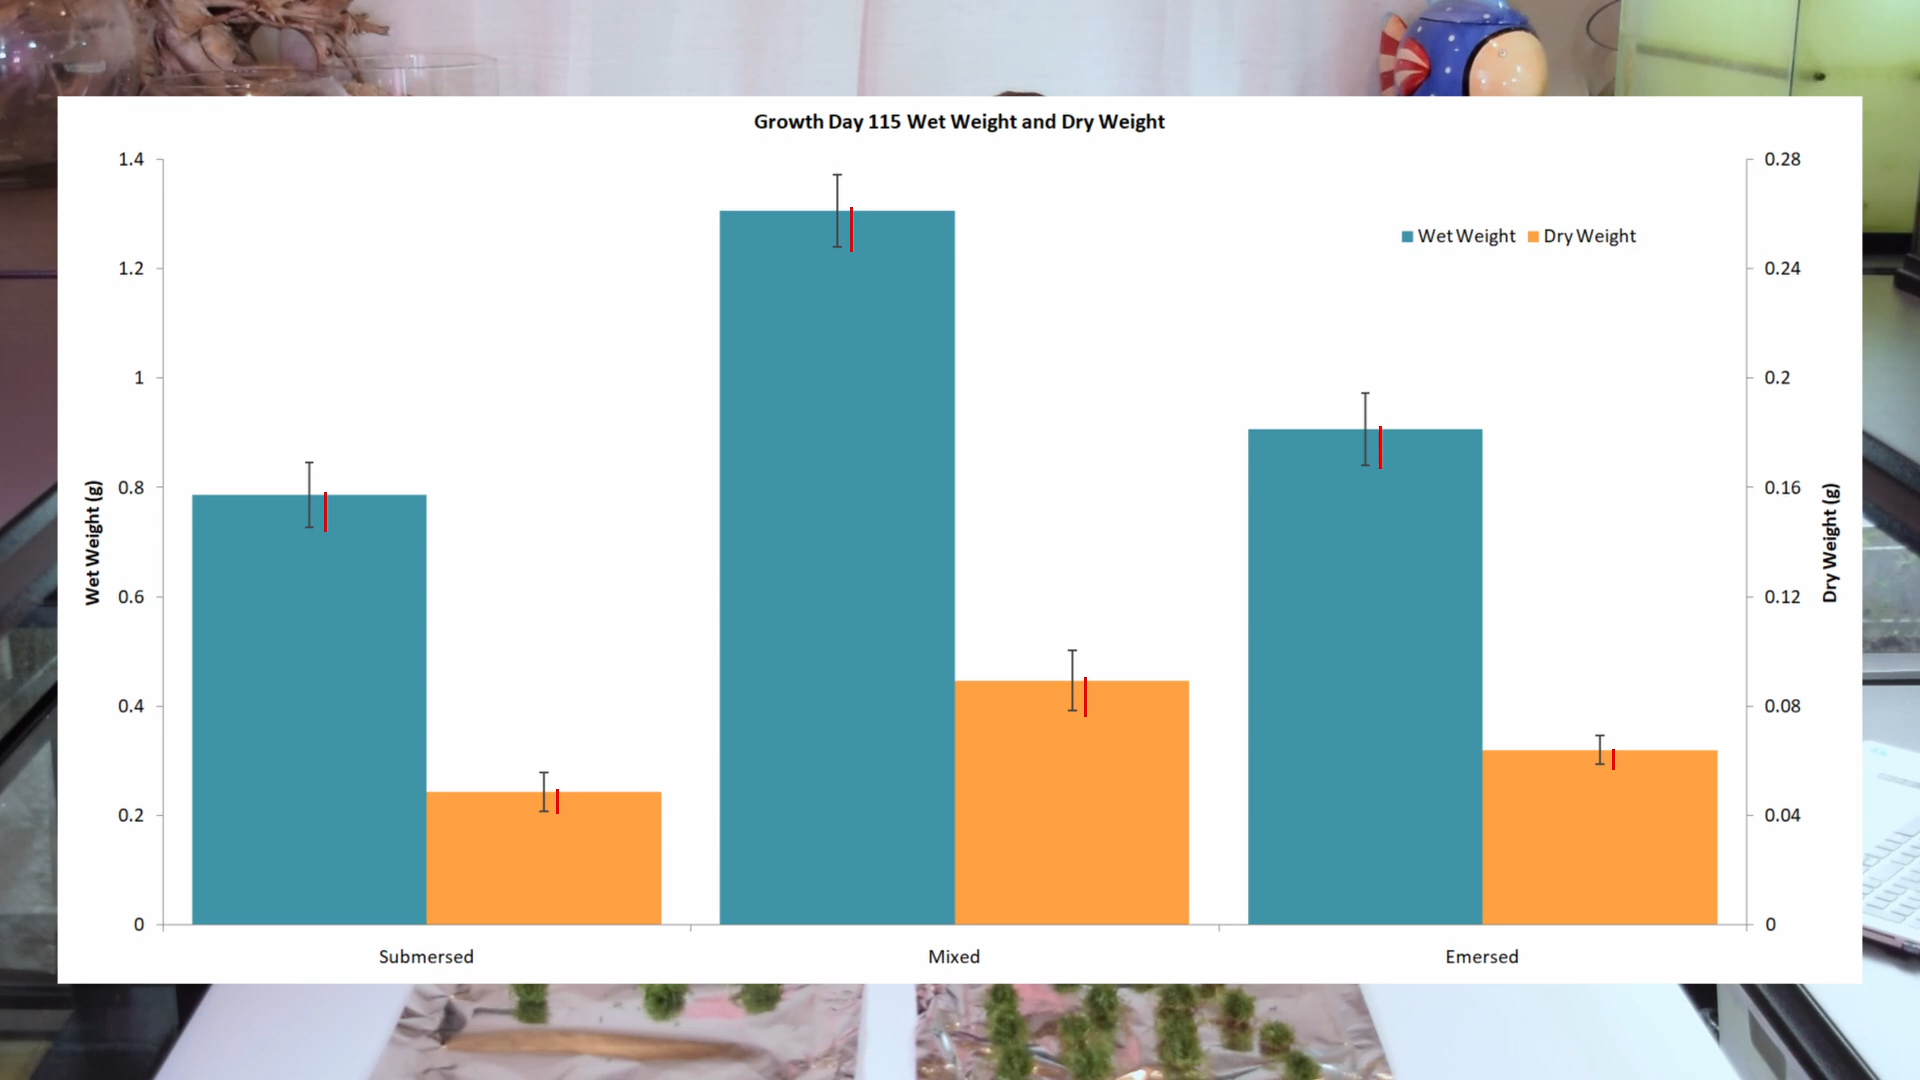 Growth Day 115 Wet Weight and Dry Weight
1.4
1.2
1
0.8
0.6
0.4
0.2
0
Wet Weight (g)
Wet Weight
Dry Weight
0.28
0.24
0.2
0.16
0.12
0.08
0.04
0
Dry Weight (g)
Submersed
Mixed
Emersed